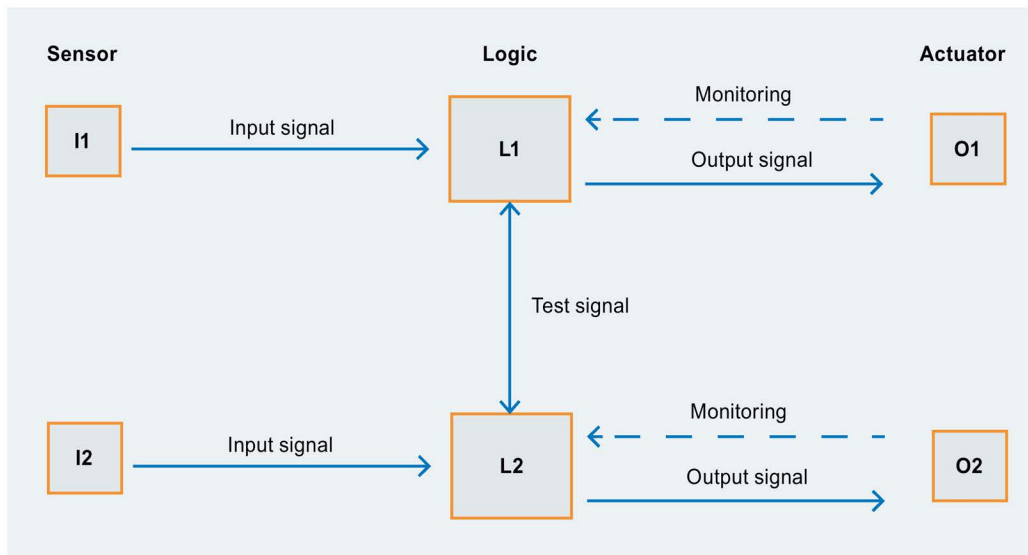 Sensor
Logic
Actuator
I1
Input signal
L1
Monitoring
Output signal
O1
Test signal
I2
Input signal
L2
Monitoring
Output signal
O2